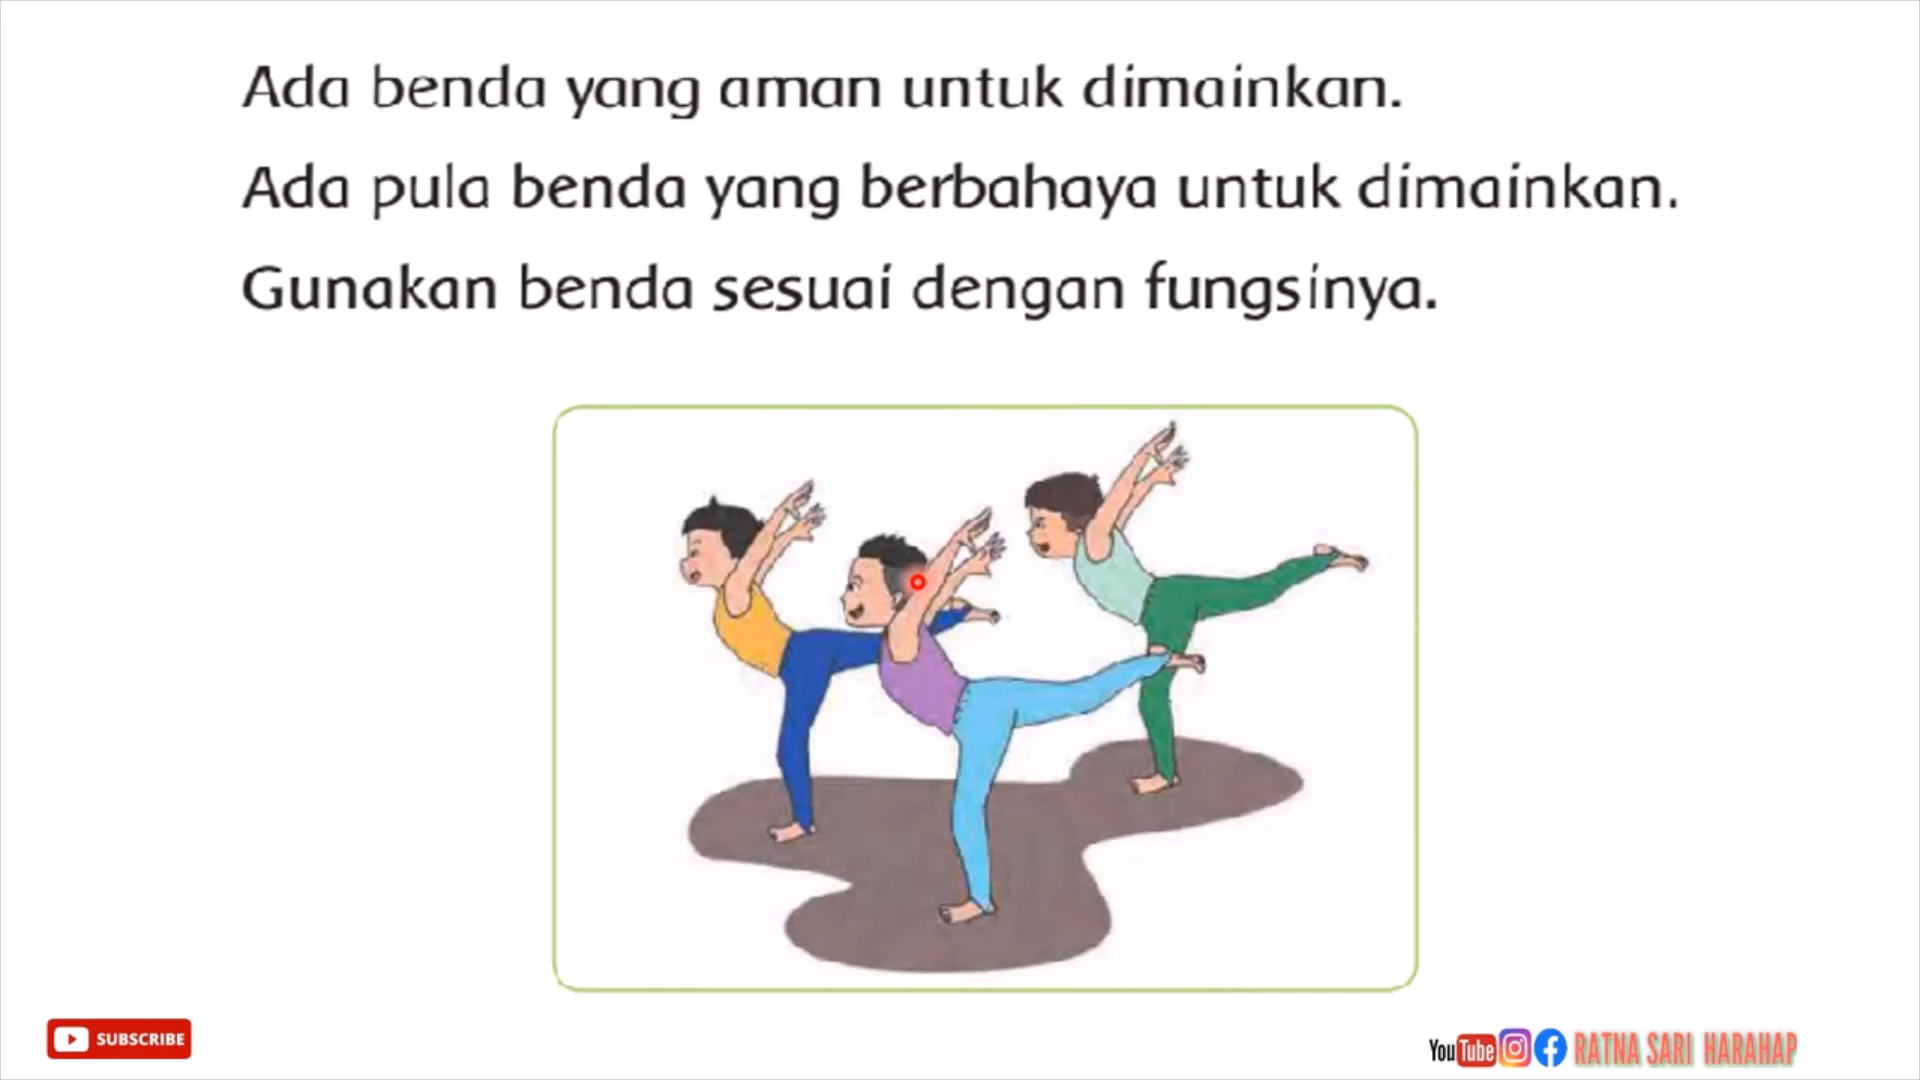 Ada benda yang aman untuk dimainkan.
Ada pula benda yang berbahaya untuk dimainkan.
Gunakan benda sesuai dengan fungsinya.
SUBSCRIBE
YouTube RATNA SARI HARAHAP